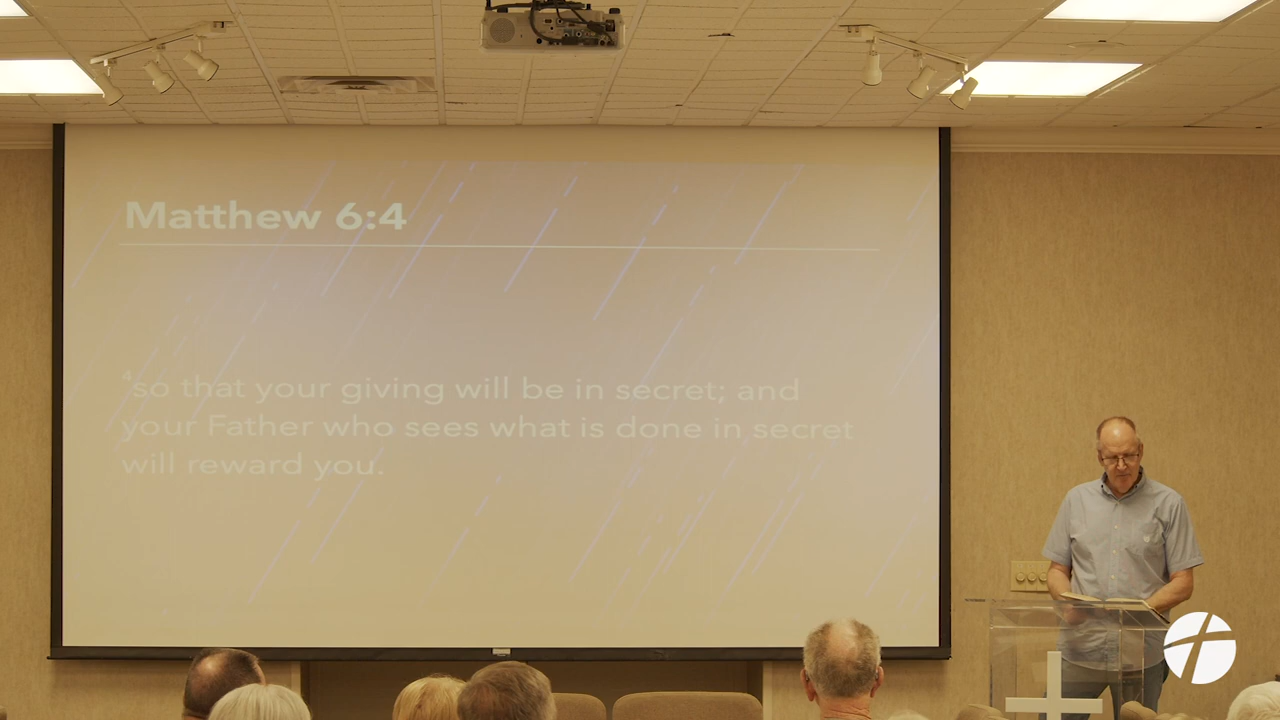 Matthew 6:4
4so that your giving will be in secret; and
your Father who sees what is done in secret
will reward you.